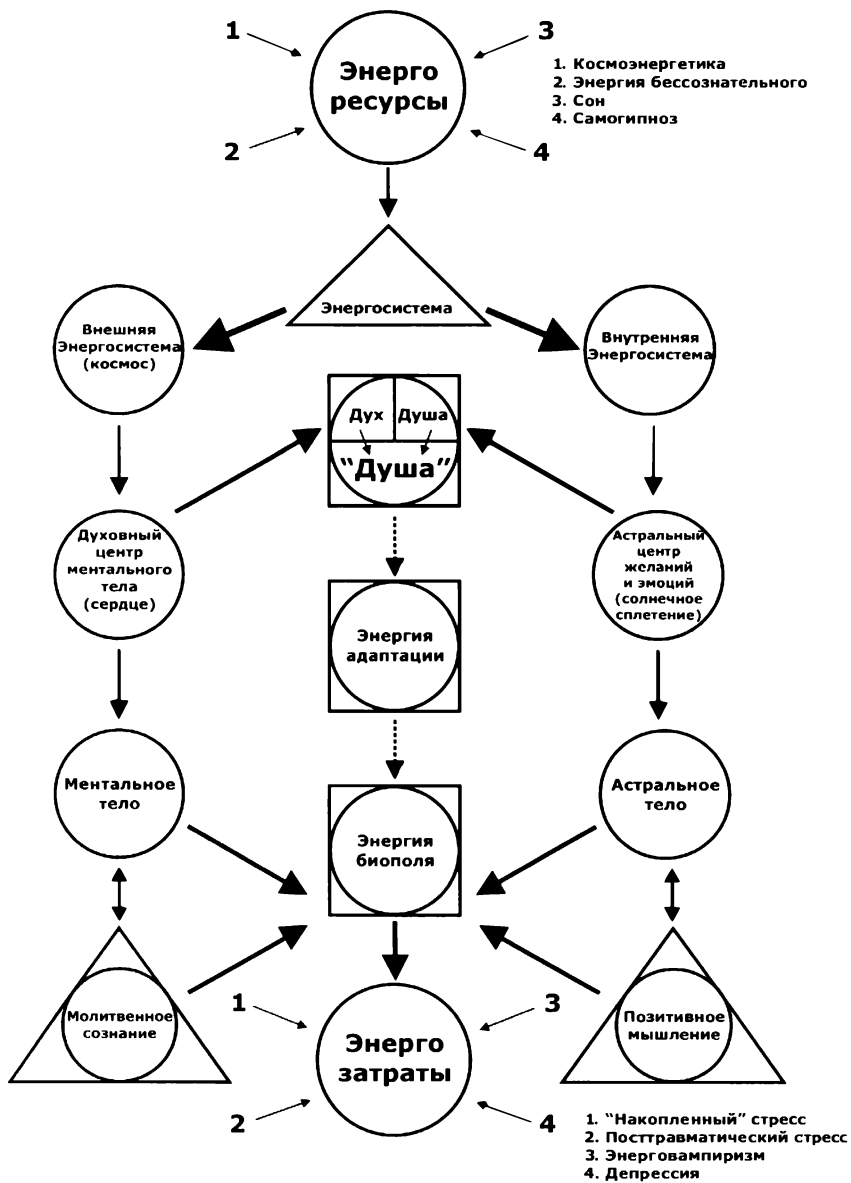 1
3
Энерго
ресурсы
2
4
1. Космоэнергетика
2. Энергия бессознательного
3. Сон
4. Самогипноз
Энергосистема
Внешняя
Энергосистема
(космос)
Внутренняя
Энергосистема
Дух
Душа
“Душа”
Духовный
центр
ментального
тела
(сердце)
Астральный
центр
желаний
и эмоций
(солнечное
сплетение)
Энергия
адаптации
Ментальное
тело
Астральное
тело
Энергия
биополя
Молитвенное
сознание
Позитивное
мышление
1
3
Энерго
затраты
2
4
1. “Накопленный” стресс
2. Посттравматический стресс
3. Энерговампиризм
4. Депрессия